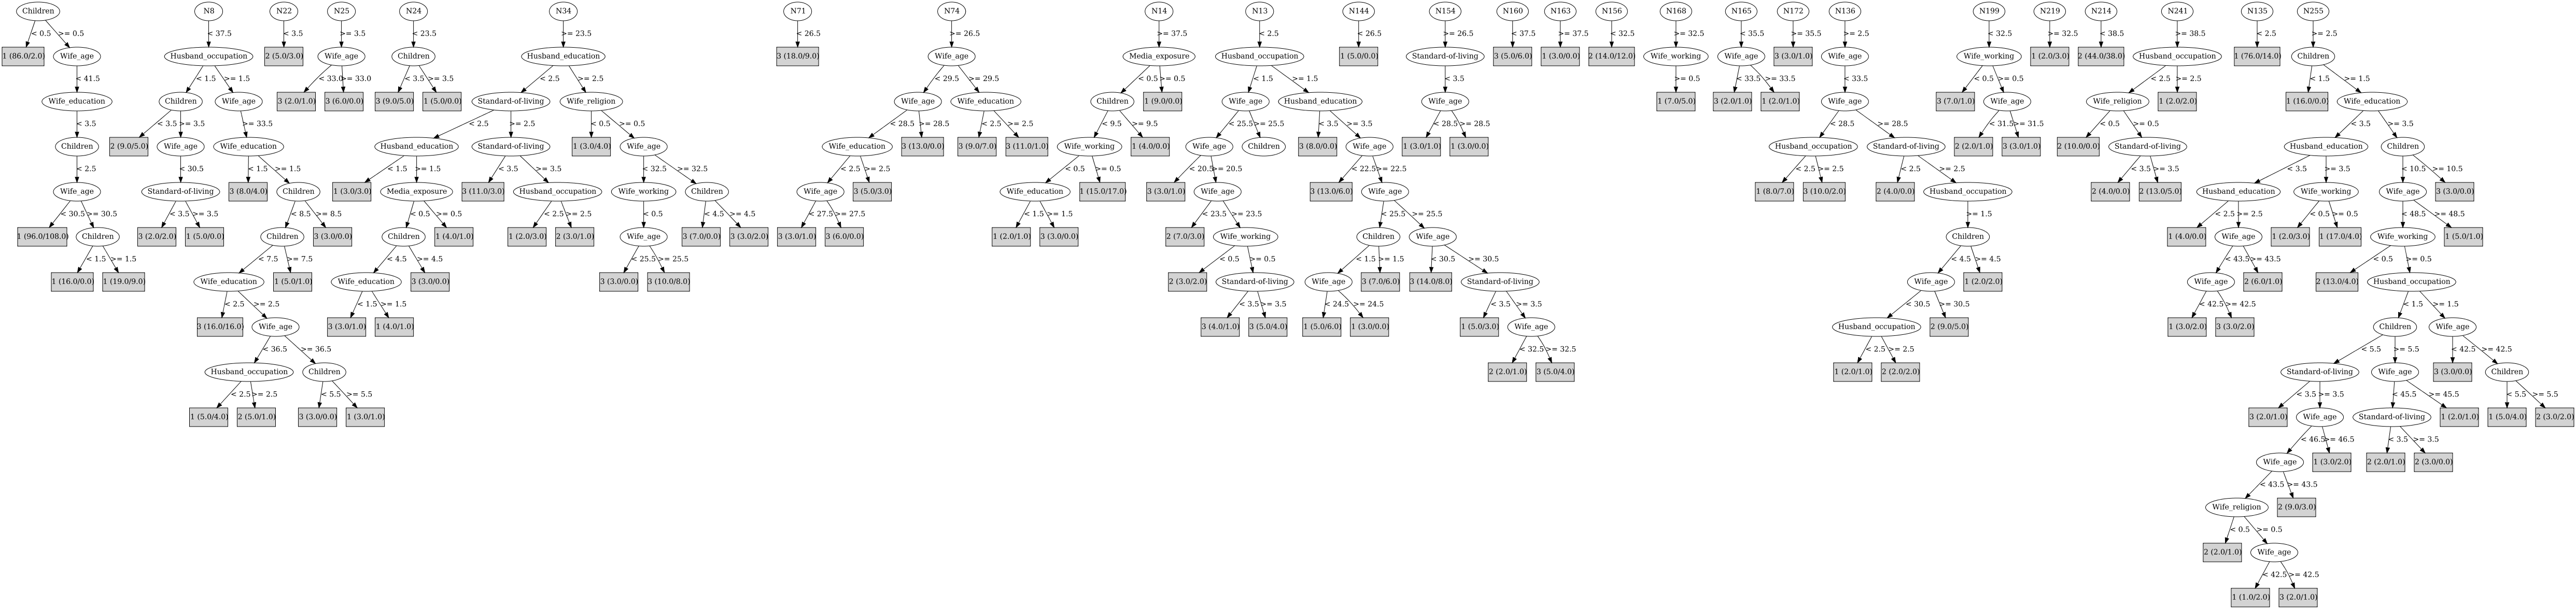 Children N8 N22 N25 N24 N34 N71 N74 N14 N13 N144 N154 N160 N163 N156 N168 N165 N172 N136 N199 N219 N214 N241 N135 N255
< 0.5 >= 0.5 < 37.5 < 3.5 >= 3.5 < 23.5 >= 23.5 < 26.5 >= 26.5 >= 37.5 < 2.5 < 26.5 >= 26.5 < 37.5 >= 37.5 < 32.5 >= 32.5 < 35.5 >= 35.5 >= 2.5 < 32.5 >= 32.5 < 38.5 >= 38.5 < 2.5 >= 2.5
1 (86.0/2.0) Wife_age Husband_occupation 2 (5.0/3.0) Wife_age Children Husband_education 3 (18.0/9.0) Wife_age Media_exposure Husband_occupation 1 (5.0/0.0) Standard-of-living 3 (5.0/6.0) 1 (3.0/0.0) 2 (14.0/12.0) Wife_working Wife_age 3 (3.0/1.0) Wife_age Wife_working 1 (2.0/3.0) 2 (44.0/38.0) Husband_occupation 1 (76.0/14.0) Children
< 41.5 < 1.5 >= 1.5 < 33.0 >= 33.0 < 3.5 >= 3.5 < 2.5 >= 2.5 < 29.5 >= 29.5 < 0.5 >= 0.5 < 1.5 >= 1.5 < 3.5 >= 0.5 < 33.5 >= 33.5 < 33.5 < 0.5 >= 0.5 < 2.5 >= 2.5 < 1.5 >= 1.5
Wife_education Children Wife_age 3 (2.0/1.0) 3 (6.0/0.0) 3 (9.0/5.0) 1 (5.0/0.0) Standard-of-living Wife_religion Wife_age Wife_education Children 1 (9.0/0.0) Wife_age Husband_education Wife_age 1 (7.0/5.0) 3 (2.0/1.0) 1 (2.0/1.0) Wife_age 3 (7.0/1.0) Wife_age Wife_religion 1 (2.0/2.0) 1 (16.0/0.0) Wife_education
< 3.5 < 3.5 >= 3.5 >= 33.5 < 2.5 >= 2.5 < 0.5 >= 0.5 < 28.5 >= 28.5 < 2.5 >= 2.5 < 9.5 >= 9.5 < 25.5 >= 25.5 < 3.5 >= 3.5 < 28.5 >= 28.5 < 28.5 >= 28.5 < 31.5 >= 31.5 < 0.5 >= 0.5 < 3.5 >= 3.5
Children 2 (9.0/5.0) Wife_age Wife_education Husband_education Standard-of-living 1 (3.0/4.0) Wife_age Wife_education 3 (13.0/0.0) 3 (9.0/7.0) 3 (11.0/1.0) Wife_working 1 (4.0/0.0) Wife_age Children 3 (8.0/0.0) Wife_age 1 (3.0/1.0) 1 (3.0/0.0) Husband_occupation Standard-of-living 2 (2.0/1.0) 3 (3.0/1.0) 2 (10.0/0.0) Standard-of-living Husband_education Children
< 2.5 < 30.5 < 1.5 >= 1.5 < 1.5 >= 1.5 < 3.5 >= 3.5 < 32.5 >= 32.5 < 2.5 >= 2.5 < 0.5 >= 0.5 < 20.5 >= 20.5 < 22.5 >= 22.5 < 2.5 >= 2.5 < 2.5 >= 2.5 < 3.5 >= 3.5 < 3.5 >= 3.5 < 10.5 >= 10.5
Wife_age Standard-of-living 3 (8.0/4.0) Children 1 (3.0/3.0) Media_exposure 3 (11.0/3.0) Husband_occupation Wife_working Children Wife_age 3 (5.0/3.0) Wife_education 1 (15.0/17.0) 3 (3.0/1.0) Wife_age 3 (13.0/6.0) Wife_age 1 (8.0/7.0) 3 (10.0/2.0) 2 (4.0/0.0) Husband_occupation 2 (4.0/0.0) 2 (13.0/5.0) Husband_education Wife_working Wife_age 3 (3.0/0.0)
< 30.5 >= 30.5 < 3.5 >= 3.5 < 8.5 >= 8.5 < 0.5 >= 0.5 < 2.5 >= 2.5 < 0.5 < 4.5 >= 4.5 < 27.5 >= 27.5 < 1.5 >= 1.5 < 23.5 >= 23.5 < 25.5 >= 25.5 >= 1.5 < 2.5 >= 2.5 < 0.5 >= 0.5 < 48.5 >= 48.5
1 (96.0/108.0) Children 3 (2.0/2.0) 1 (5.0/0.0) Children 3 (3.0/0.0) Children 1 (4.0/1.0) 1 (2.0/3.0) 2 (3.0/1.0) Wife_age 3 (7.0/0.0) 3 (3.0/2.0) 3 (3.0/1.0) 3 (6.0/0.0) 1 (2.0/1.0) 3 (3.0/0.0) 2 (7.0/3.0) Wife_working Children Wife_age Children 1 (4.0/0.0) Wife_age 1 (2.0/3.0) 1 (17.0/4.0) Wife_working 1 (5.0/1.0)
< 1.5 >= 1.5 < 7.5 >= 7.5 < 4.5 >= 4.5 < 25.5 >= 25.5 < 0.5 >= 0.5 < 1.5 >= 1.5 < 30.5 >= 30.5 < 4.5 >= 4.5 < 43.5 >= 43.5 < 0.5 >= 0.5
1 (16.0/0.0) 1 (19.0/9.0) Wife_education 1 (5.0/1.0) Wife_education 3 (3.0/0.0) 3 (3.0/0.0) 3 (10.0/8.0) 2 (3.0/2.0) Standard-of-living Wife_age 3 (7.0/6.0) 3 (14.0/8.0) Standard-of-living Wife_age 1 (2.0/2.0) Wife_age 2 (6.0/1.0) 2 (13.0/4.0) Husband_occupation
< 2.5 >= 2.5 < 1.5 >= 1.5 < 3.5 >= 3.5 < 24.5 >= 24.5 < 3.5 >= 3.5 < 30.5 >= 30.5 < 42.5 >= 42.5 < 1.5 >= 1.5
3 (16.0/16.0) Wife_age 3 (3.0/1.0) 1 (4.0/1.0) 3 (4.0/1.0) 3 (5.0/4.0) 1 (5.0/6.0) 1 (3.0/0.0) 1 (5.0/3.0) Wife_age Husband_occupation 2 (9.0/5.0) 1 (3.0/2.0) 3 (3.0/2.0) Children Wife_age
< 36.5 >= 36.5 < 32.5 >= 32.5 < 2.5 >= 2.5 < 5.5 >= 5.5 < 42.5 >= 42.5
Husband_occupation Children 2 (2.0/1.0) 3 (5.0/4.0) 1 (2.0/1.0) 2 (2.0/2.0) Standard-of-living Wife_age 3 (3.0/0.0) Children
< 2.5 >= 2.5 < 5.5 >= 5.5 < 3.5 >= 3.5 < 45.5 >= 45.5 < 5.5 >= 5.5
1 (5.0/4.0) 2 (5.0/1.0) 3 (3.0/0.0) 1 (3.0/1.0) 3 (2.0/1.0) Wife_age Standard-of-living 1 (2.0/1.0) 1 (5.0/4.0) 2 (3.0/2.0)
< 46.5 >= 46.5 < 3.5 >= 3.5
Wife_age 1 (3.0/2.0) 2 (2.0/1.0) 2 (3.0/0.0)
< 43.5 >= 43.5
Wife_religion 2 (9.0/3.0)
< 0.5 >= 0.5
2 (2.0/1.0) Wife_age
< 42.5 >= 42.5
1 (1.0/2.0) 3 (2.0/1.0)